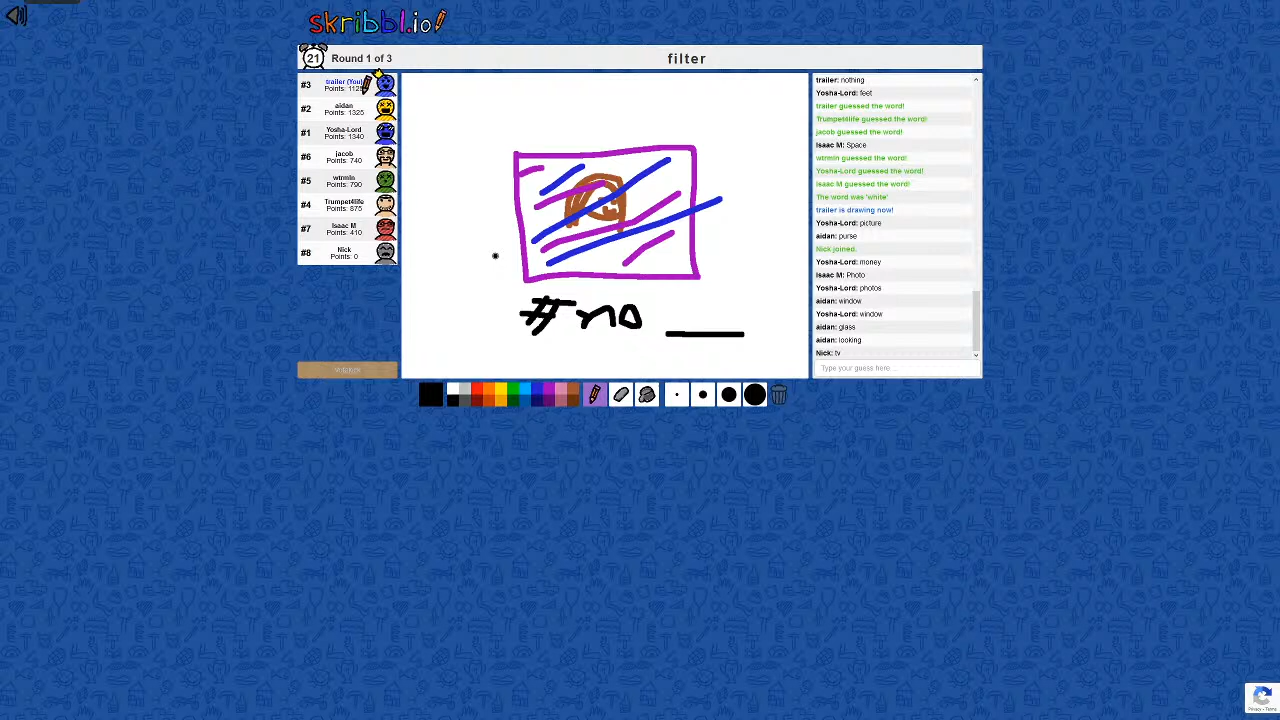 skribbl.io
21
Round 1 of 3
filter
#3
trailer (You)
#2
aidan
Points: 1325
#1
Yosha-Lord
Points: 1340
#6
jacob
Points: 740
#5
wtrmln
Points: 790
#4
Trumpet4life
Points: 875
#7
Isaac M
Points: 410
#8
Nick
Points: 0
#no ____
trailer: nothing
Yosha-Lord: feet
trailer guessed the word!
Trumpet4life guessed the word!
jacob guessed the word!
Isaac M: Space
wtrmln guessed the word!
Yosha-Lord guessed the word!
Isaac M guessed the word!
The word was 'white'
trailer is drawing now!
Yosha-Lord: picture
aidan: purse
Nick joined.
Yosha-Lord: money
Isaac M: Photo
Yosha-Lord: photos
aidan: window
Yosha-Lord: window
aidan: glass
aidan: looking
Nick: tv
Type your guess here...
Privacy - Terms